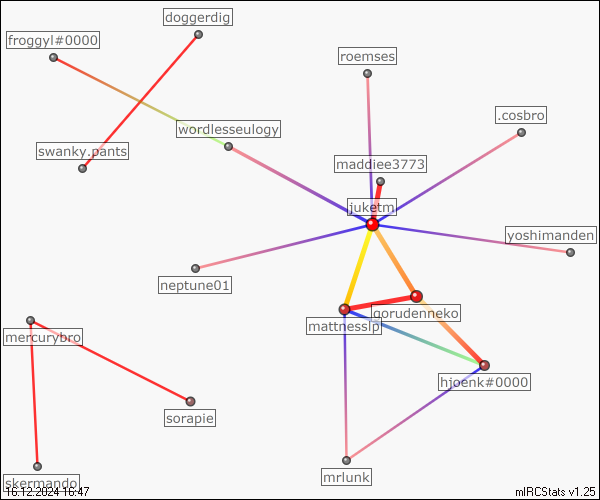 doggerdig
froggyl#0000
roemses
.cosbro
wordlesseulogy
swanky.pants
maddiee3773
juketm
yoshimanden
neptune01
gorudenneko
mattnesslp
mercurybro
hjoenk#0000
sorapie
mrlunk
skermando
16.12.2024 16:47
mIRCStats v1.25